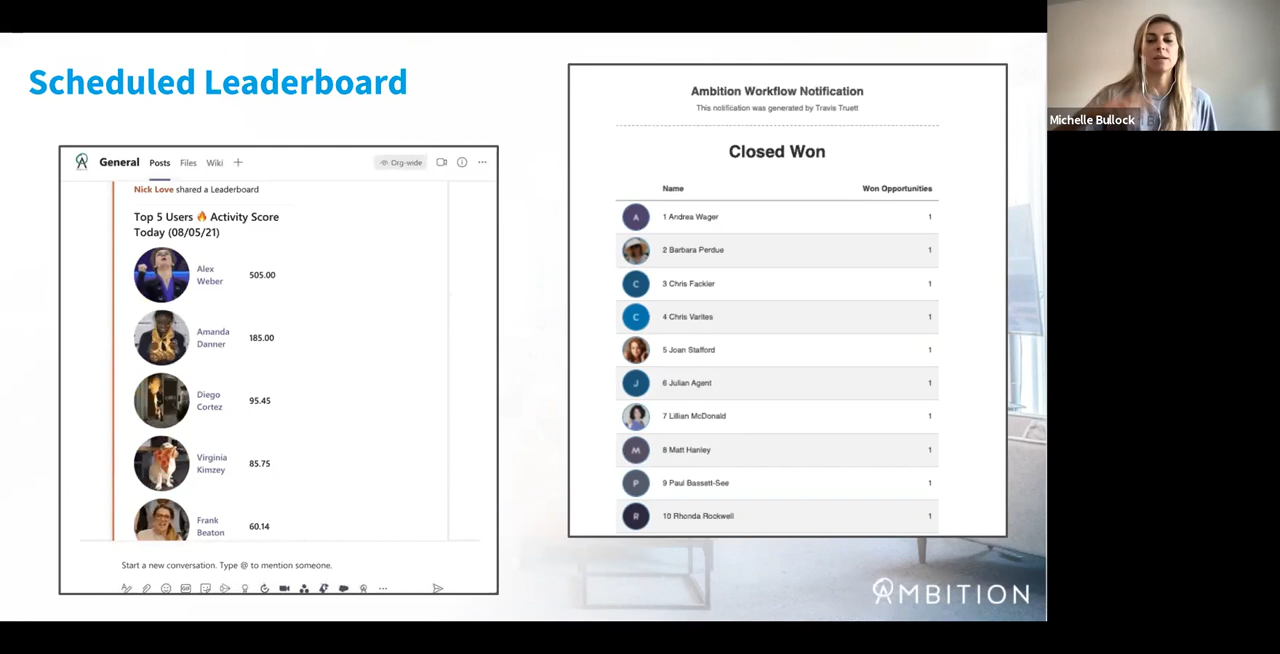 Scheduled Leaderboard
General Posts Files Wiki + Org-wide
Nick Love shared a Leaderboard
Top 5 Users 🔥 Activity Score
Today (08/05/21)
Alex
Weber
505.00
Amanda
Danner
185.00
Diego
Cortez
95.45
Virginia
Kimzey
85.75
Frank
Beaton
60.14
Start a new conversation. Type @ to mention someone.
GIF
Ambition Workflow Notification
This notification was generated by Travis Truett
Closed Won
Name Won Opportunities
A 1 Andrea Wager 1
2 Barbara Perdue 1
C 3 Chris Fackler 1
C 4 Chris Varites 1
5 Joan Stafford 1
J 6 Julian Agent 1
7 Lillian McDonald 1
M 8 Matt Hanley 1
P 9 Paul Bassett-See 1
R 10 Rhonda Rockwell 1
AMBITION
Michelle Bullock